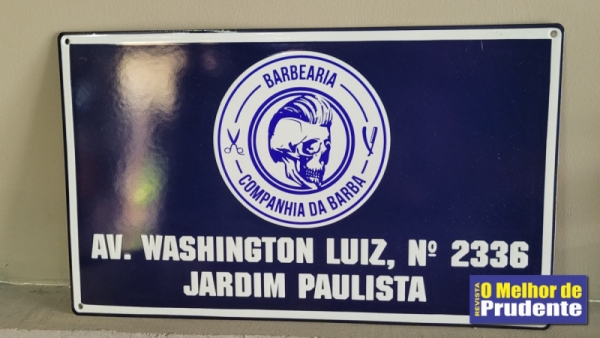 BARBEARIA
COMPANHIA DA BARBA
AV. WASHINGTON LUIZ, Nº 2336
JARDIM PAULISTA
REVISTA
O Melhor de
Prudente